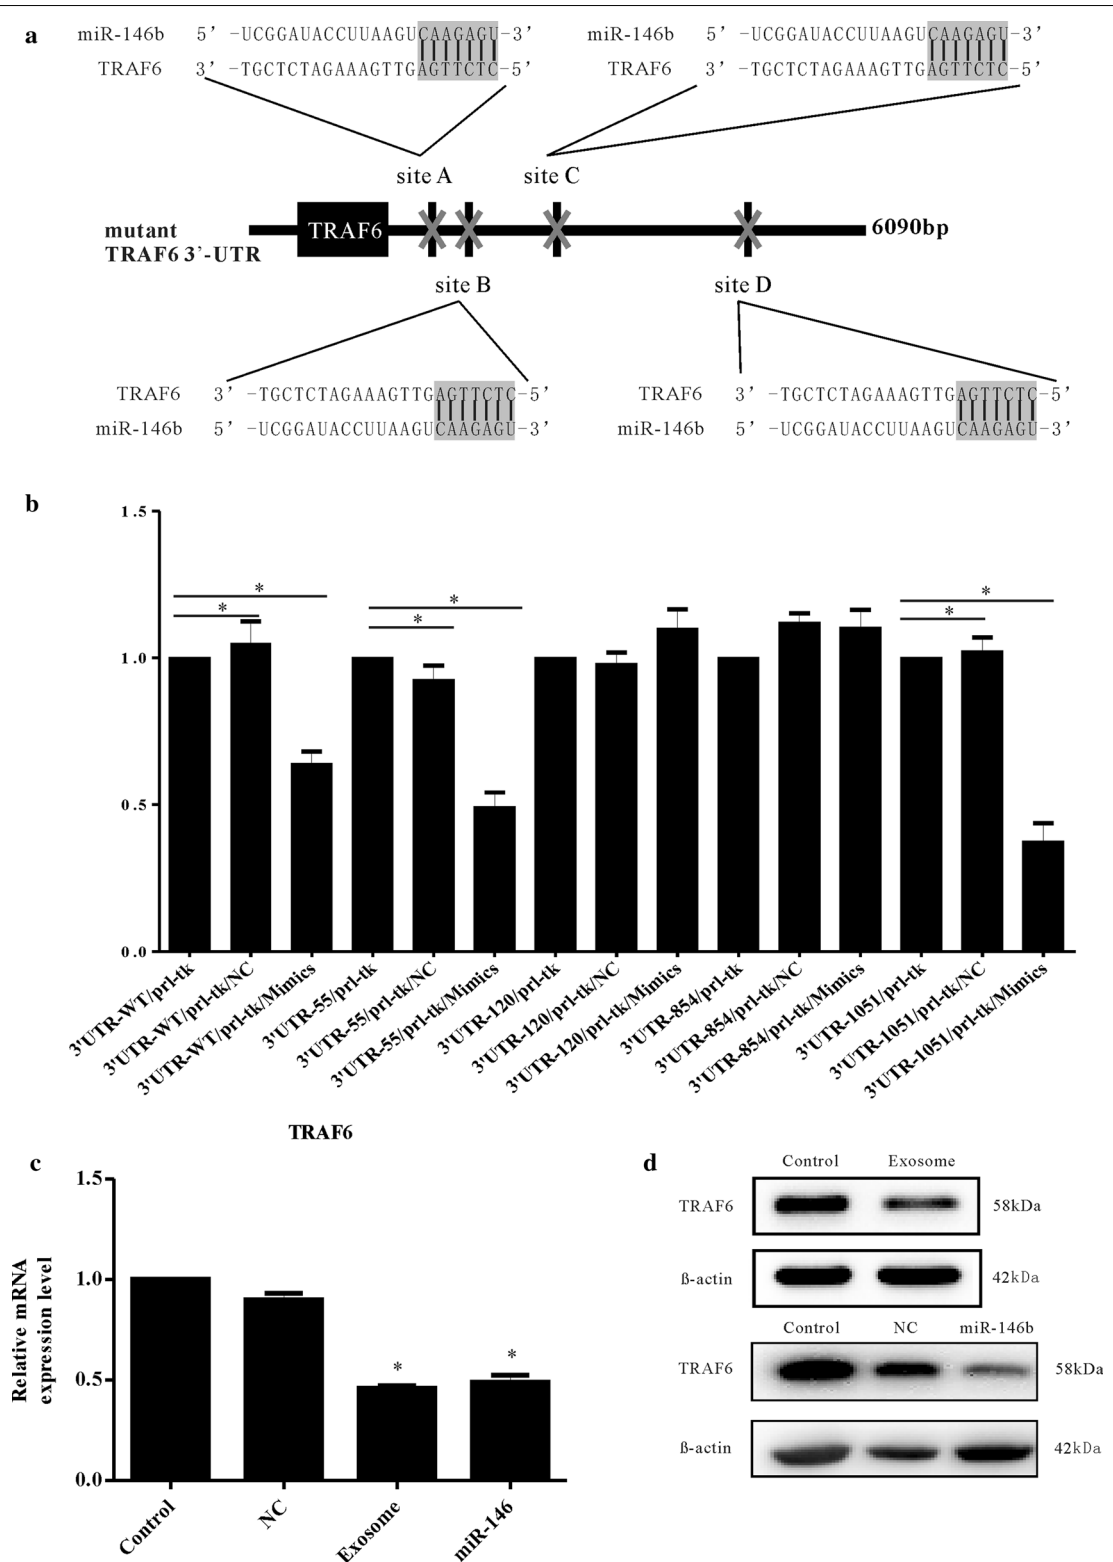 a
miR-146b 5' -UCGGAUACCUUAAGUCAAGAGU-3'
TRAF6 3' -TGCTCTAGAAAGTTGAGTTCTC-5'
miR-146b 5' -UCGGAUACCUUAAGUCAAGAGU-3'
TRAF6 3' -TGCTCTAGAAAGTTGAGTTCTC-5'
site A
site C
mutant
TRAF6 3'-UTR
TRAF6
6090bp
site B
site D
TRAF6 3' -TGCTCTAGAAAGTTGAGTTCTC-5'
miR-146b 5' -UCGGAUACCUUAAGUCAAGAGU-3'
TRAF6 3' -TGCTCTAGAAAGTTGAGTTCTC-5'
miR-146b 5' -UCGGAUACCUUAAGUCAAGAGU-3'
b
1.5
1.0
0.5
0.0
* * * * * *
3'UTR-WT/prl-tk
3'UTR-WT/prl-tk/NC
3'UTR-WT/prl-tk/Mimics
3'UTR-55/prl-tk
3'UTR-55/prl-tk/NC
3'UTR-55/prl-tk/Mimics
3'UTR-120/prl-tk
3'UTR-120/prl-tk/NC
3'UTR-120/prl-tk/Mimics
3'UTR-854/prl-tk
3'UTR-854/prl-tk/NC
3'UTR-854/prl-tk/Mimics
3'UTR-1051/prl-tk
3'UTR-1051/prl-tk/NC
3'UTR-1051/prl-tk/Mimics
c
TRAF6
Relative mRNA
expression level
1.5
1.0
0.5
0.0
* *
Control
NC
Exosome
miR-146
d
Control Exosome
TRAF6 58kDa
ß-actin 42kDa
Control NC miR-146b
TRAF6 58kDa
ß-actin 42kDa